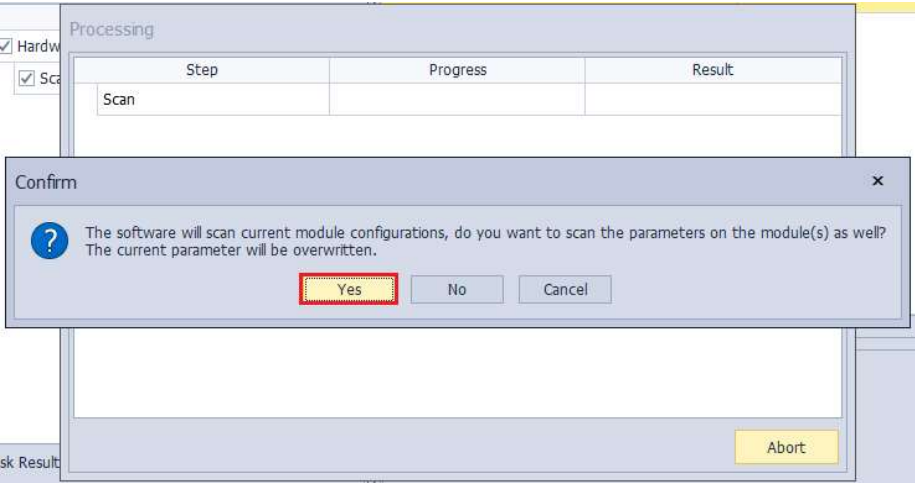 Processing
Hardw
Step Progress Result
Sca
Scan
Confirm ×
?
The software will scan current module configurations, do you want to scan the parameters on the module(s) as well?
The current parameter will be overwritten.
Yes No Cancel
Abort
sk Result